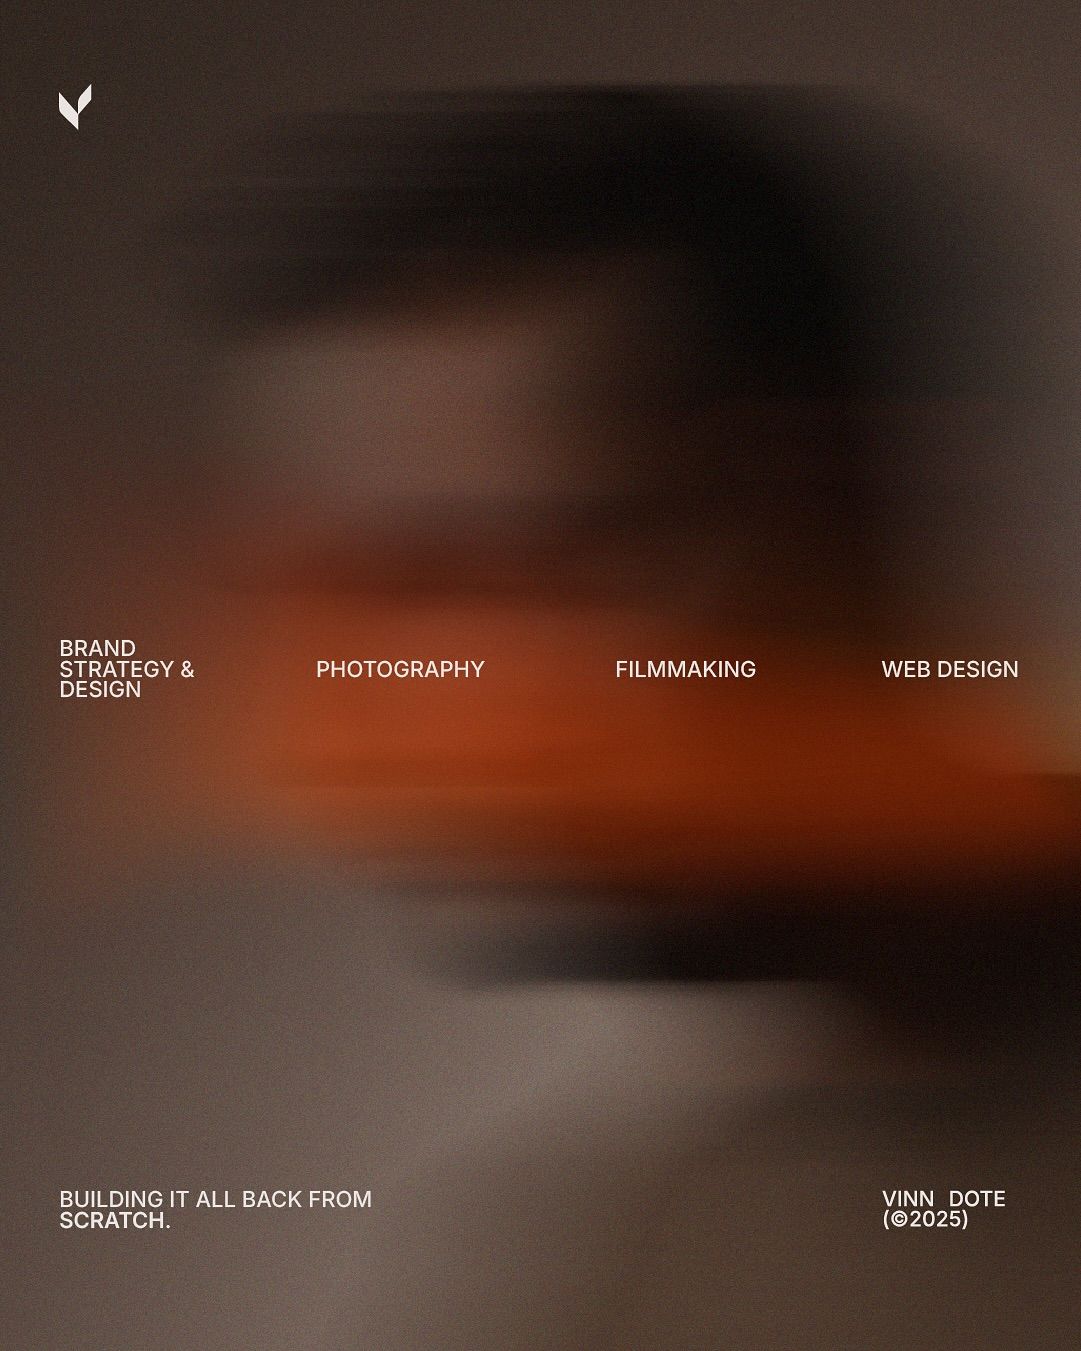 BRAND
STRATEGY &
DESIGN
PHOTOGRAPHY
FILMMAKING
WEB DESIGN
BUILDING IT ALL BACK FROM
SCRATCH.
VINN DOTE
(©2025)